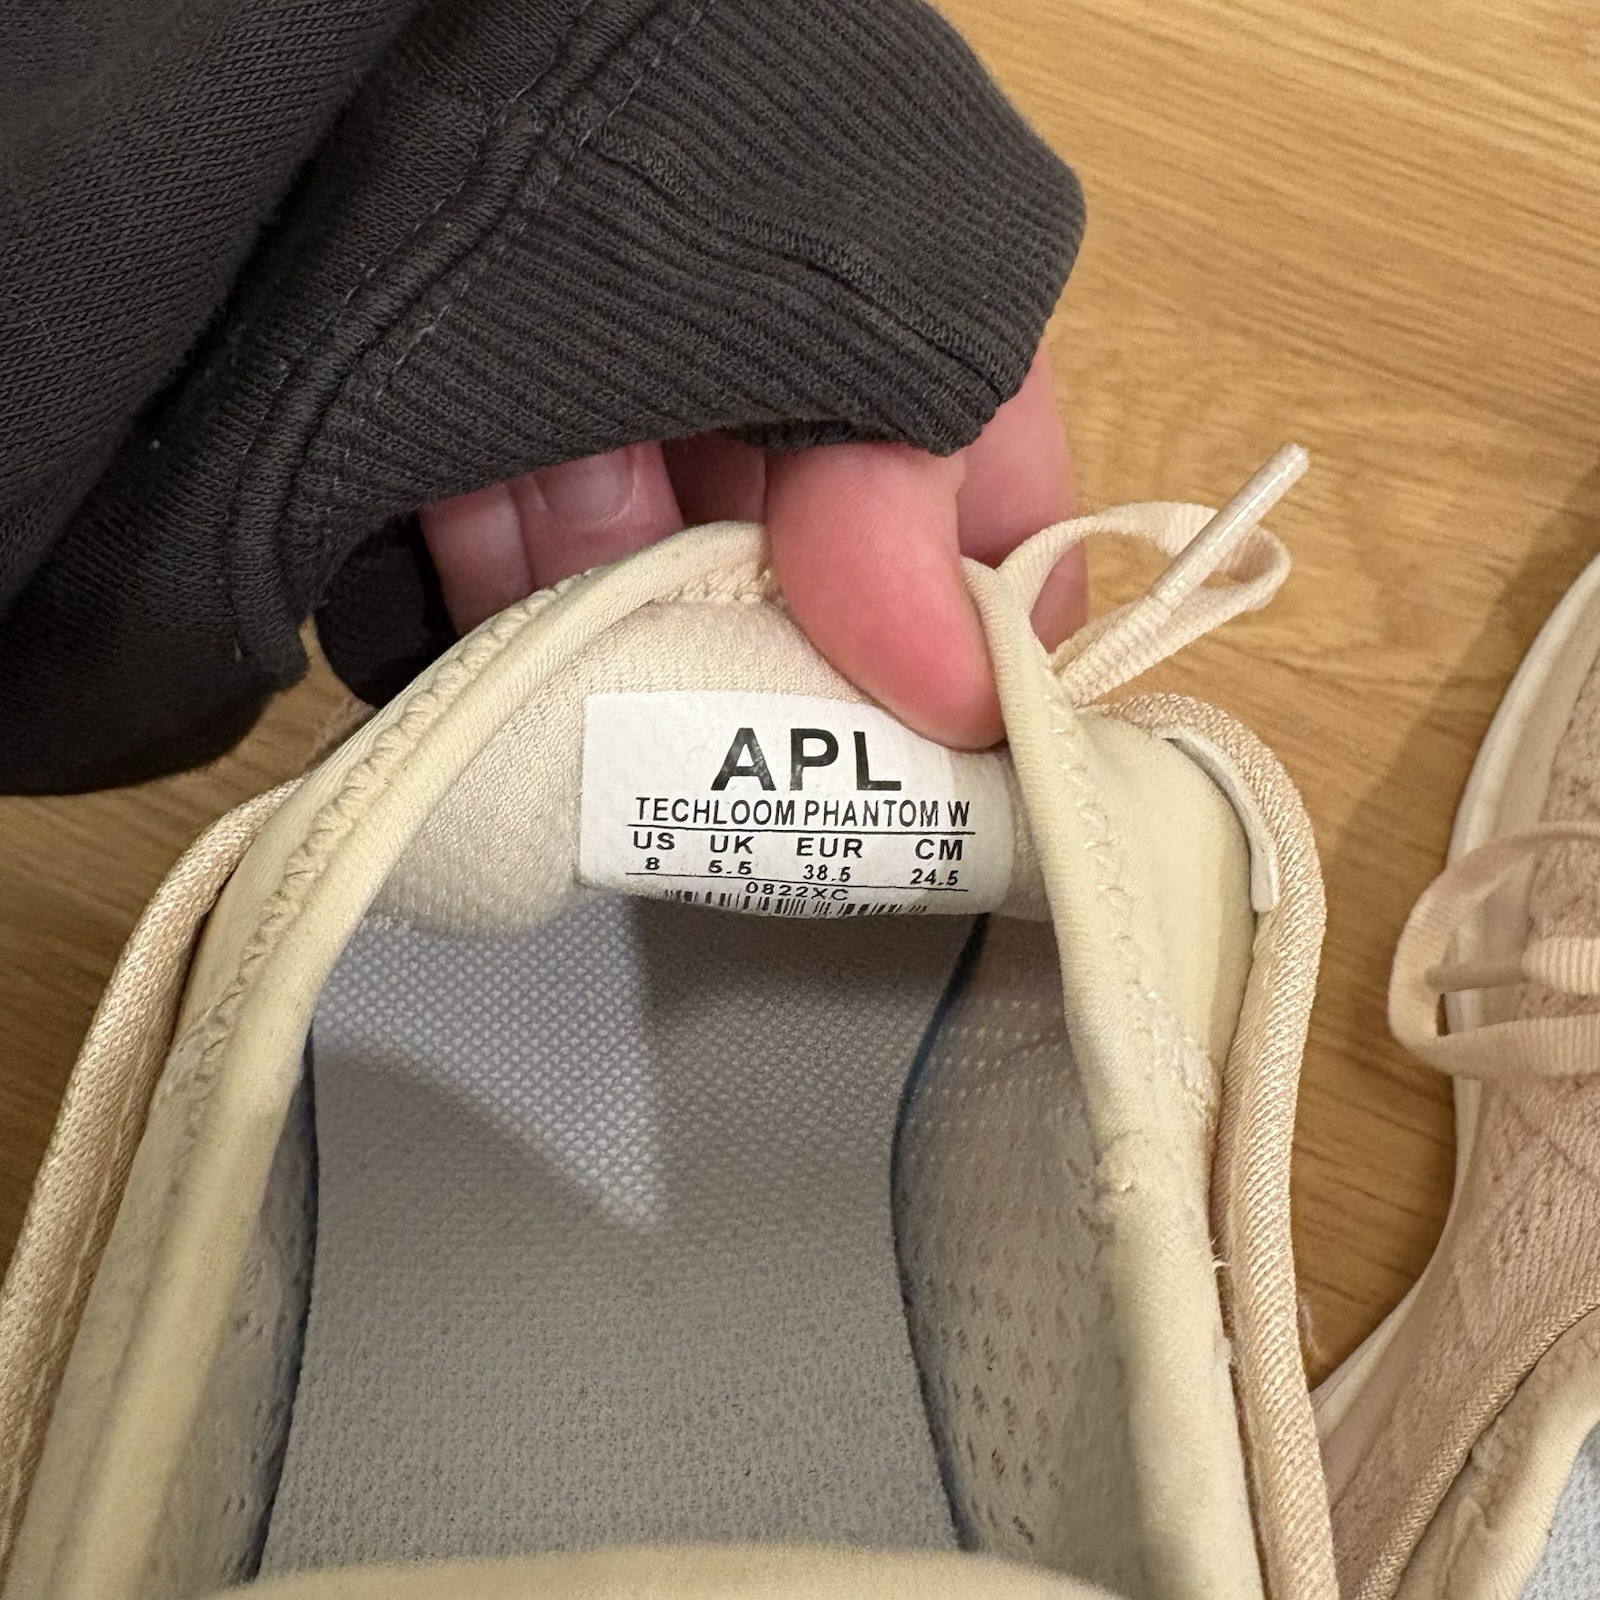 APL
TECHLOOM PHANTOM W
US UK EUR CM
8 5.5 38.5 24.5
0822XC